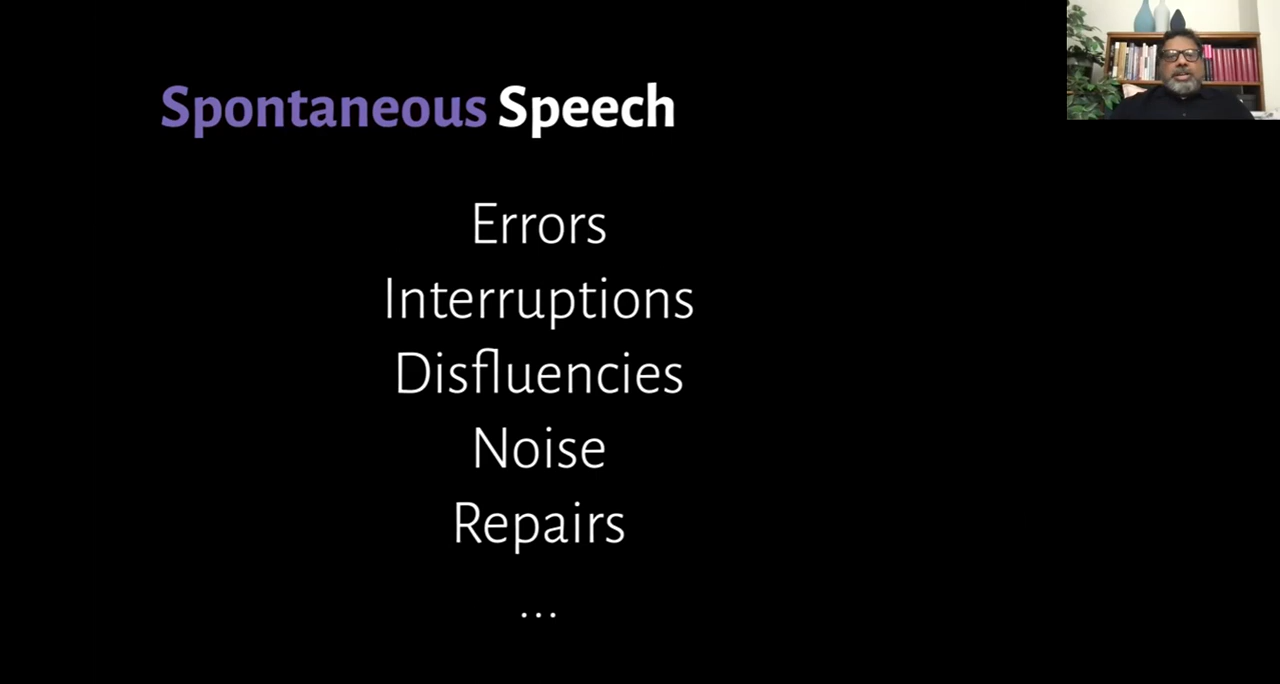 Spontaneous Speech
Errors
Interruptions
Disfluencies
Noise
Repairs
...